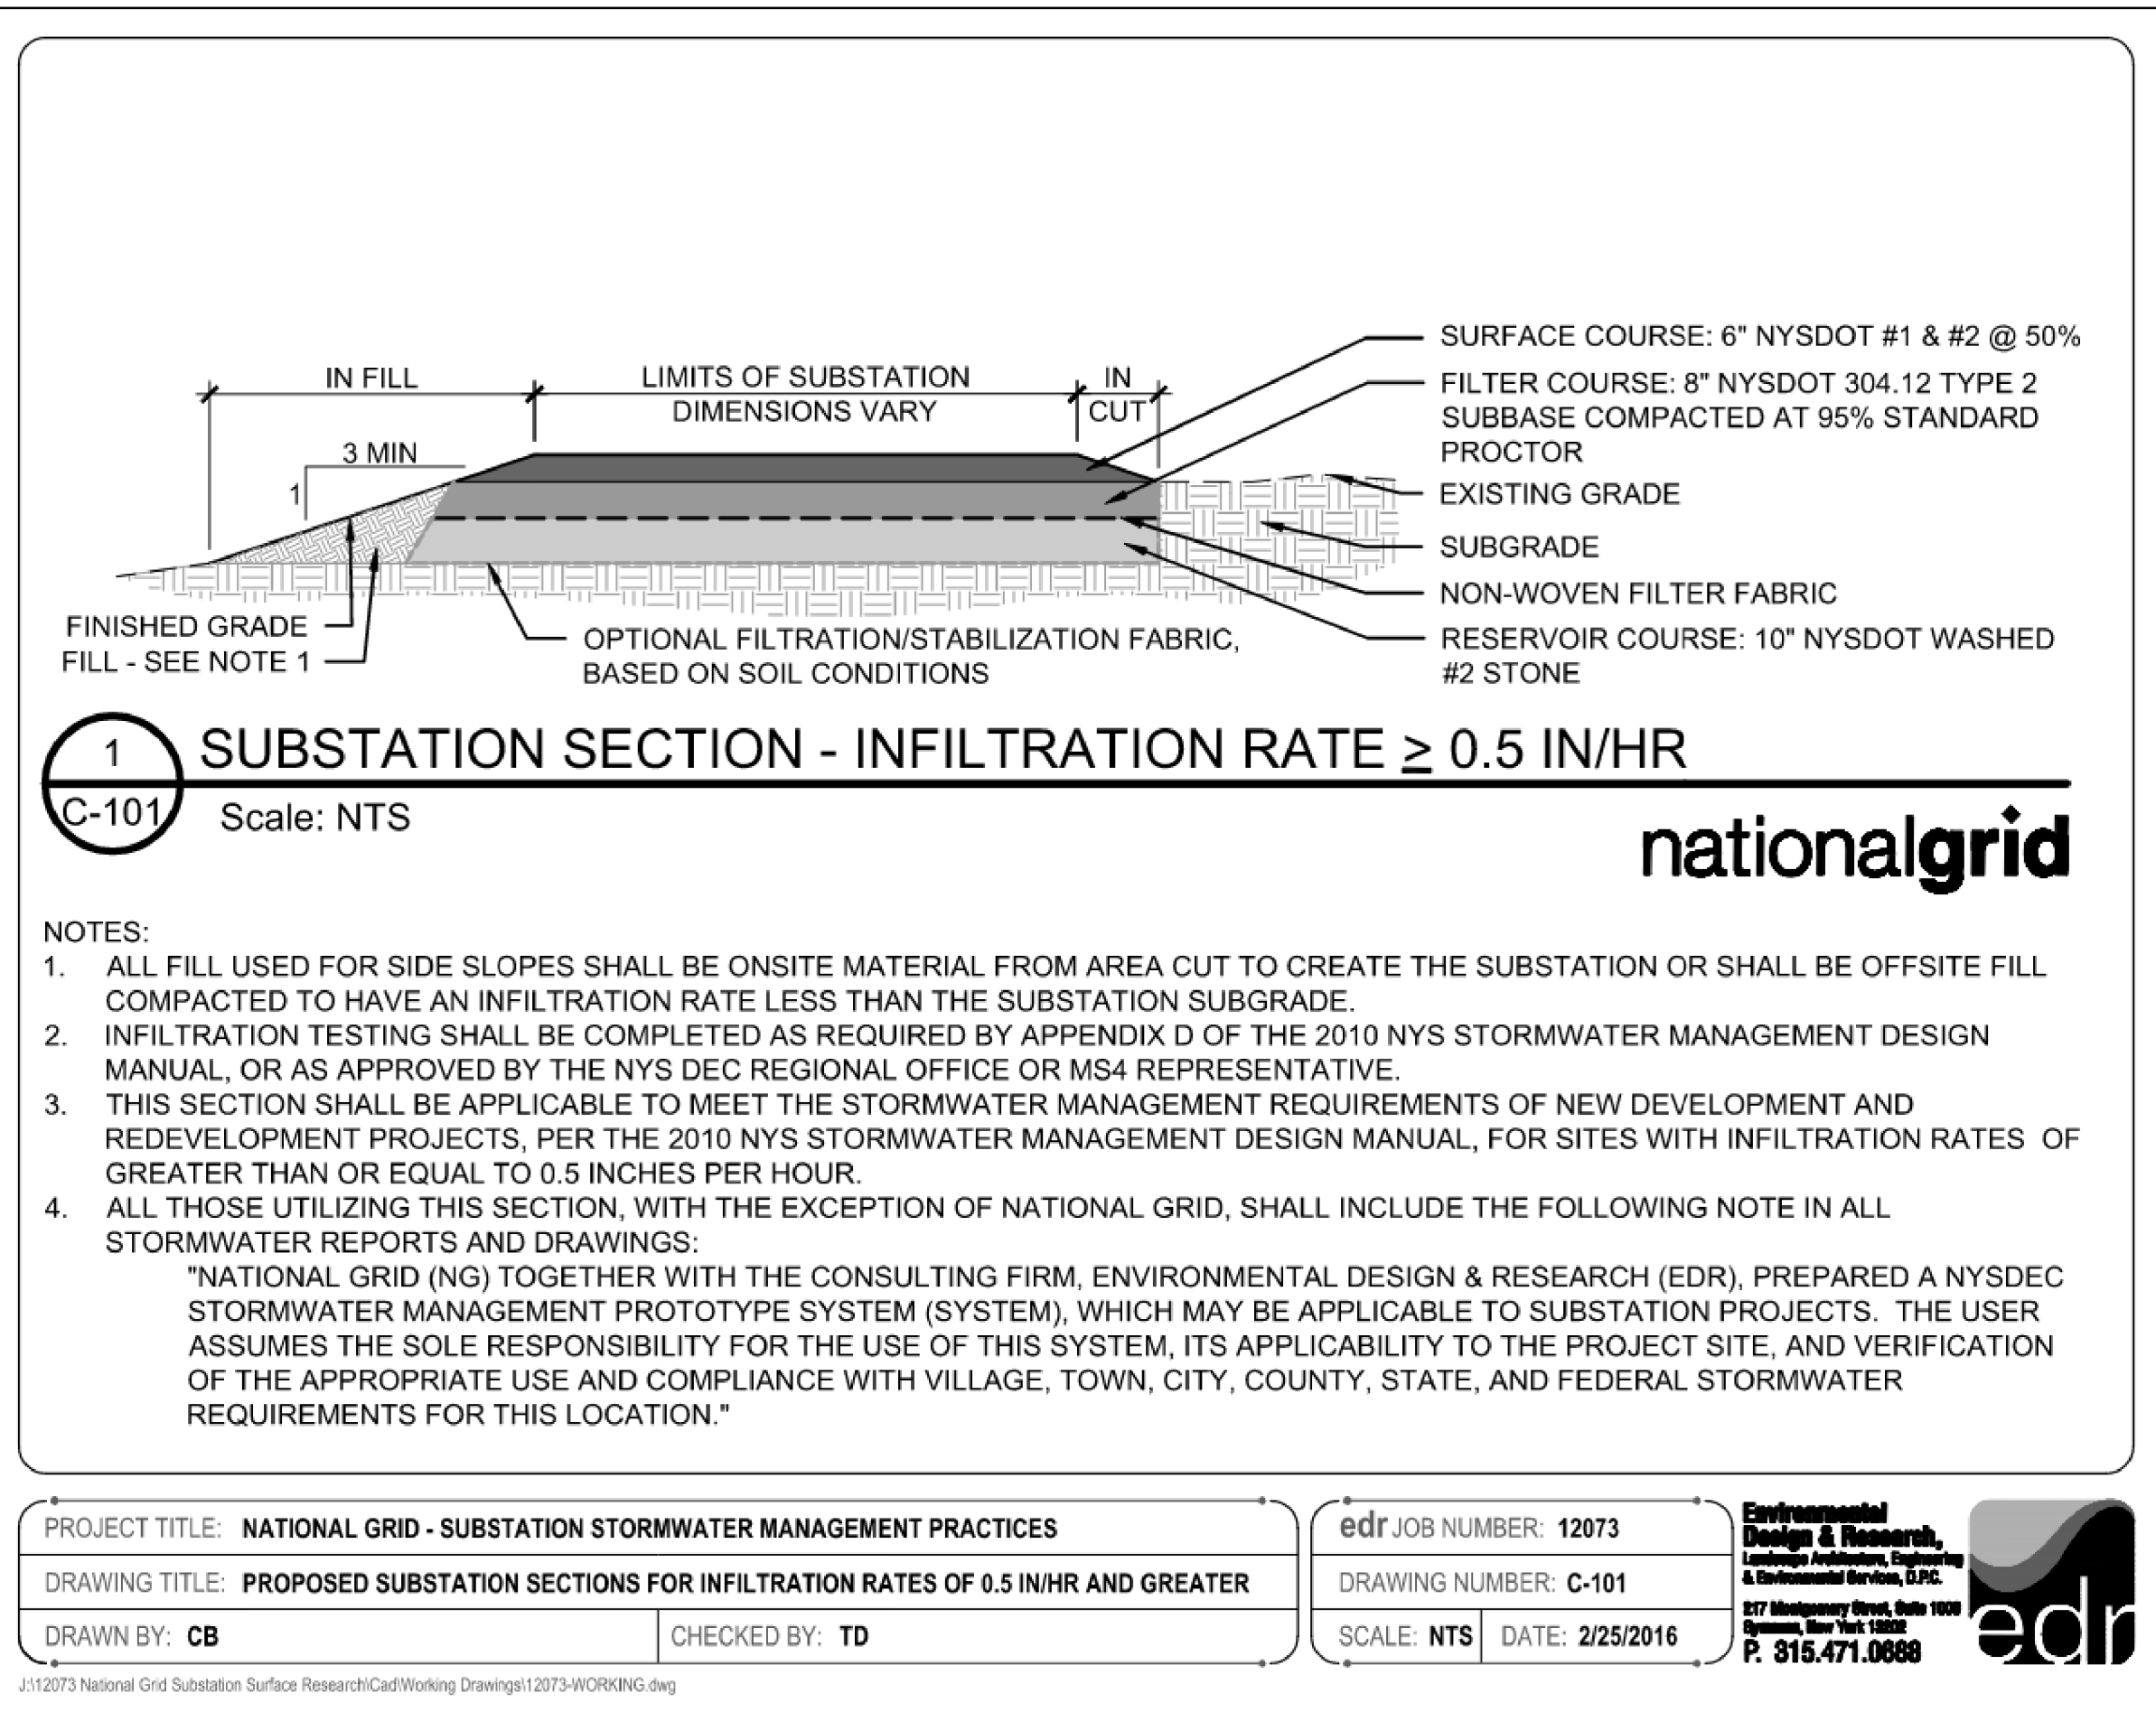 IN FILL
LIMITS OF SUBSTATION
DIMENSIONS VARY
IN
CUT
3 MIN
1
SURFACE COURSE: 6" NYSDOT #1 & #2 @ 50%
FILTER COURSE: 8" NYSDOT 304.12 TYPE 2
SUBBASE COMPACTED AT 95% STANDARD
PROCTOR
EXISTING GRADE
SUBGRADE
NON-WOVEN FILTER FABRIC
RESERVOIR COURSE: 10" NYSDOT WASHED
#2 STONE
FINISHED GRADE
FILL - SEE NOTE 1
OPTIONAL FILTRATION/STABILIZATION FABRIC,
BASED ON SOIL CONDITIONS
1
C-101
SUBSTATION SECTION - INFILTRATION RATE ≥ 0.5 IN/HR
Scale: NTS
nationalgrid
NOTES:
1. ALL FILL USED FOR SIDE SLOPES SHALL BE ONSITE MATERIAL FROM AREA CUT TO CREATE THE SUBSTATION OR SHALL BE OFFSITE FILL
COMPACTED TO HAVE AN INFILTRATION RATE LESS THAN THE SUBSTATION SUBGRADE.
2. INFILTRATION TESTING SHALL BE COMPLETED AS REQUIRED BY APPENDIX D OF THE 2010 NYS STORMWATER MANAGEMENT DESIGN
MANUAL, OR AS APPROVED BY THE NYS DEC REGIONAL OFFICE OR MS4 REPRESENTATIVE.
3. THIS SECTION SHALL BE APPLICABLE TO MEET THE STORMWATER MANAGEMENT REQUIREMENTS OF NEW DEVELOPMENT AND
REDEVELOPMENT PROJECTS, PER THE 2010 NYS STORMWATER MANAGEMENT DESIGN MANUAL, FOR SITES WITH INFILTRATION RATES OF
GREATER THAN OR EQUAL TO 0.5 INCHES PER HOUR.
4. ALL THOSE UTILIZING THIS SECTION, WITH THE EXCEPTION OF NATIONAL GRID, SHALL INCLUDE THE FOLLOWING NOTE IN ALL
STORMWATER REPORTS AND DRAWINGS:
"NATIONAL GRID (NG) TOGETHER WITH THE CONSULTING FIRM, ENVIRONMENTAL DESIGN & RESEARCH (EDR), PREPARED A NYSDEC
STORMWATER MANAGEMENT PROTOTYPE SYSTEM (SYSTEM), WHICH MAY BE APPLICABLE TO SUBSTATION PROJECTS. THE USER
ASSUMES THE SOLE RESPONSIBILITY FOR THE USE OF THIS SYSTEM, ITS APPLICABILITY TO THE PROJECT SITE, AND VERIFICATION
OF THE APPROPRIATE USE AND COMPLIANCE WITH VILLAGE, TOWN, CITY, COUNTY, STATE, AND FEDERAL STORMWATER
REQUIREMENTS FOR THIS LOCATION."
PROJECT TITLE: NATIONAL GRID - SUBSTATION STORMWATER MANAGEMENT PRACTICES
DRAWING TITLE: PROPOSED SUBSTATION SECTIONS FOR INFILTRATION RATES OF 0.5 IN/HR AND GREATER
DRAWN BY: CB
CHECKED BY: TD
edr JOB NUMBER: 12073
DRAWING NUMBER: C-101
SCALE: NTS
DATE: 2/25/2016
Environmental
Design & Research,
Landscape Architecture, Engineering
& Environmental Services, D.P.C.
217 Montgomery Street, Suite 1000
Syracuse, New York 13202
P. 315.471.0688
edr
J:\12073 National Grid Substation Surface Research\Cad\Working Drawings\12073-WORKING.dwg